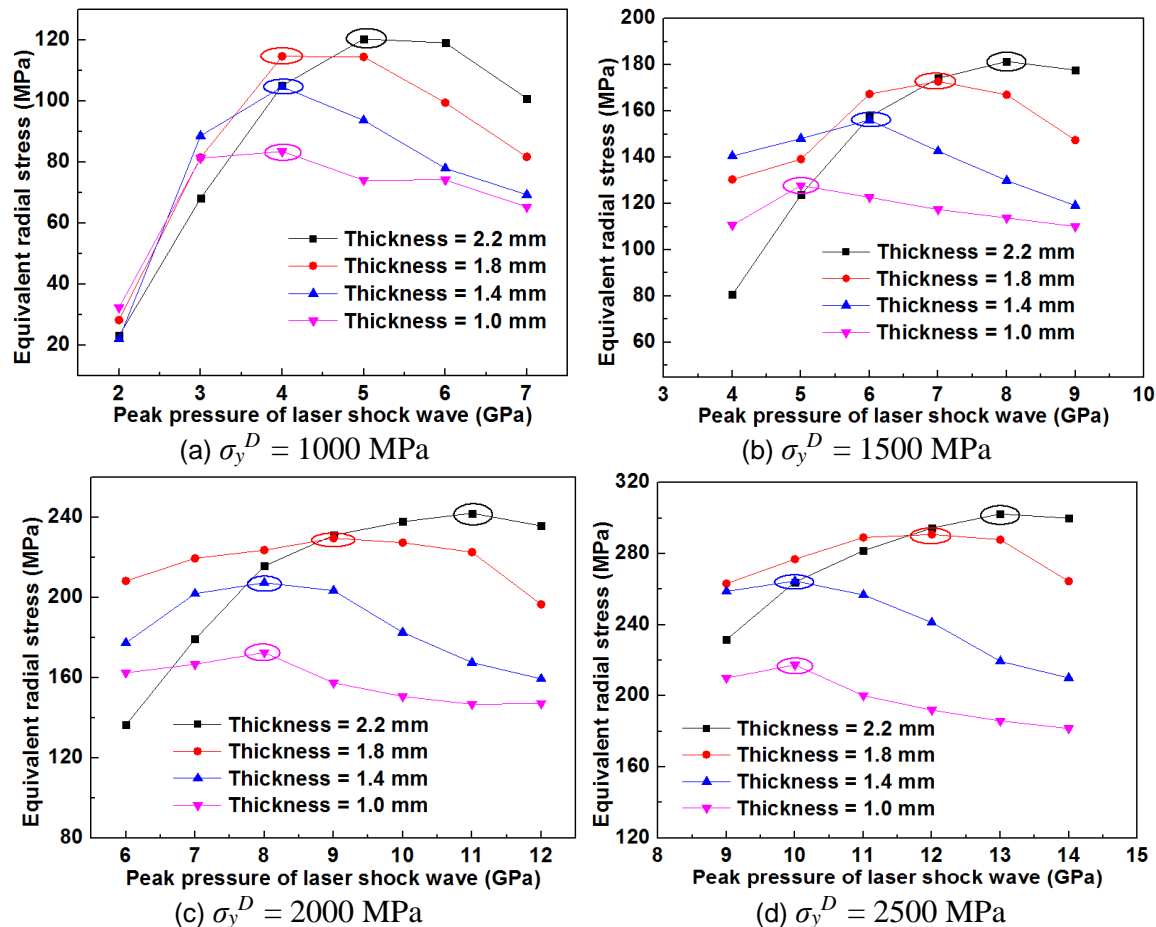 120
100
80
60
40
20
Equivalent radial stress (MPa)
Thickness = 2.2 mm
Thickness = 1.8 mm
Thickness = 1.4 mm
Thickness = 1.0 mm
2 3 4 5 6 7
Peak pressure of laser shock wave (GPa)
(a) σy^D = 1000 MPa
200
180
160
140
120
100
80
60
Equivalent radial stress (MPa)
Thickness = 2.2 mm
Thickness = 1.8 mm
Thickness = 1.4 mm
Thickness = 1.0 mm
3 4 5 6 7 8 9 10
Peak pressure of laser shock wave (GPa)
(b) σy^D = 1500 MPa
240
200
160
120
80
Equivalent radial stress (MPa)
Thickness = 2.2 mm
Thickness = 1.8 mm
Thickness = 1.4 mm
Thickness = 1.0 mm
6 7 8 9 10 11 12
Peak pressure of laser shock wave (GPa)
(c) σy^D = 2000 MPa
320
280
240
200
160
120
Equivalent radial stress (MPa)
Thickness = 2.2 mm
Thickness = 1.8 mm
Thickness = 1.4 mm
Thickness = 1.0 mm
8 9 10 11 12 13 14 15
Peak pressure of laser shock wave (GPa)
(d) σy^D = 2500 MPa